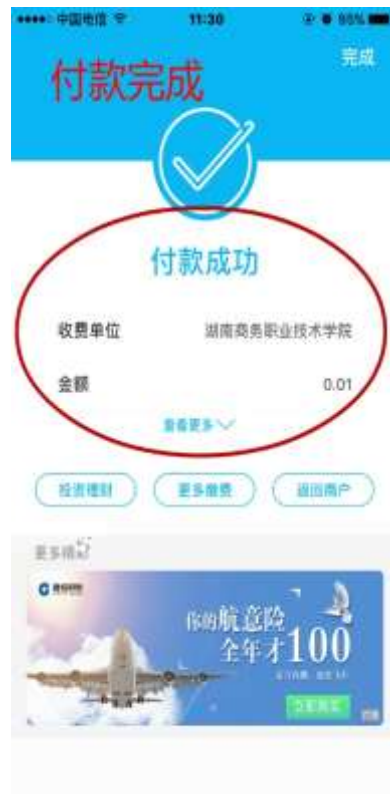 中国电信 11:30
完成
付款完成
付款成功
收费单位 湖南商务职业技术学院
金额 0.01
查看更多
投资理财 更多缴费 返回商户
更多精彩
你的航意险
全年才100
立即购买